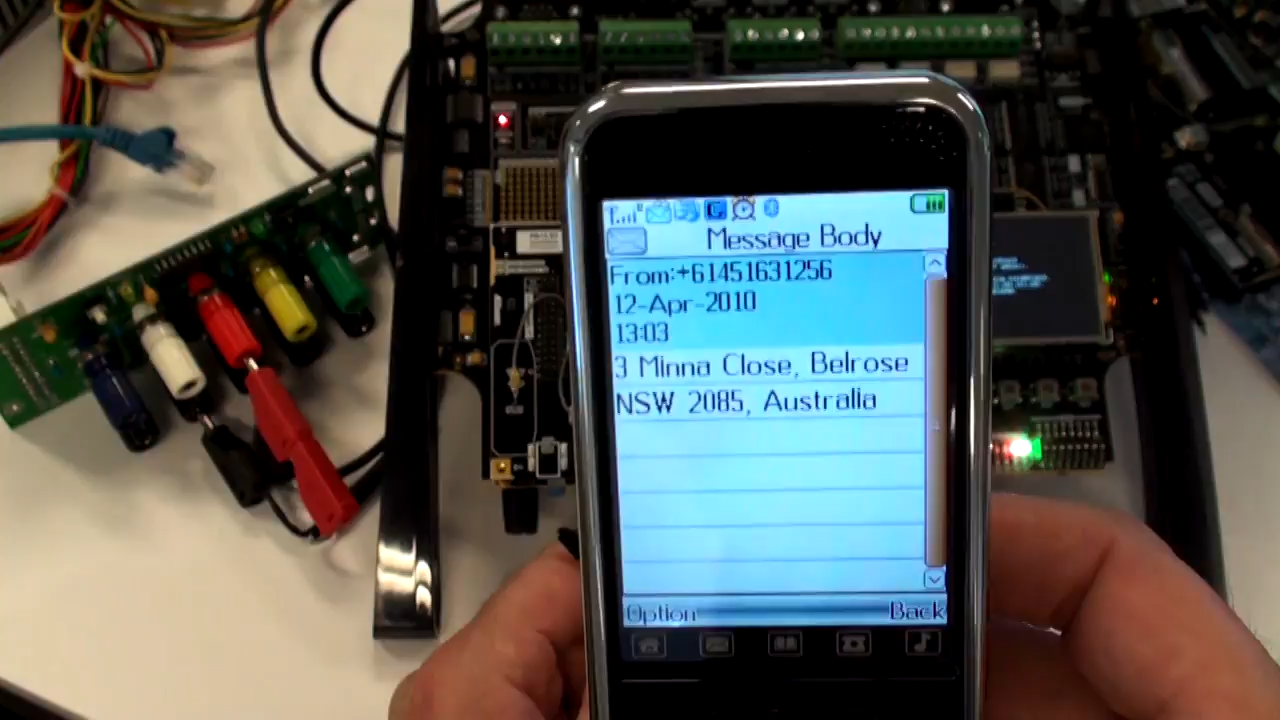 Message Body
From:+61451631256
12-Apr-2010
13:03
3 Minna Close, Belrose
NSW 2085, Australia
Option
Back